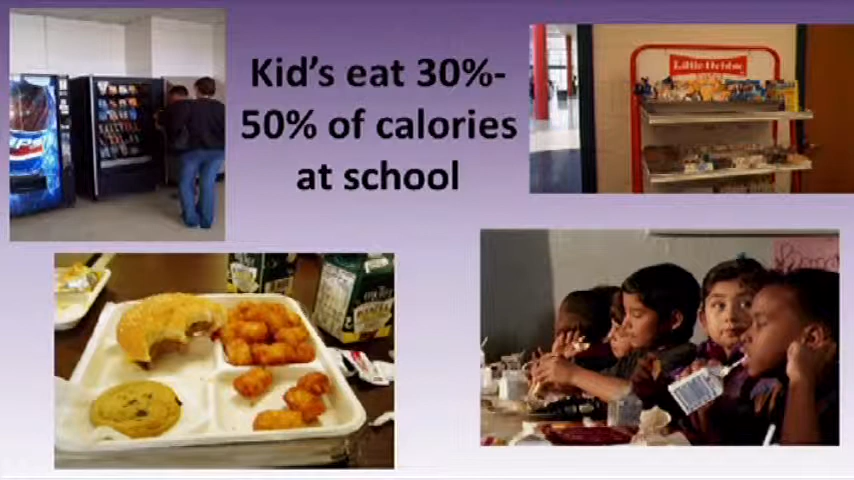 Kid's eat 30%-
50% of calories
at school
Little Debbie